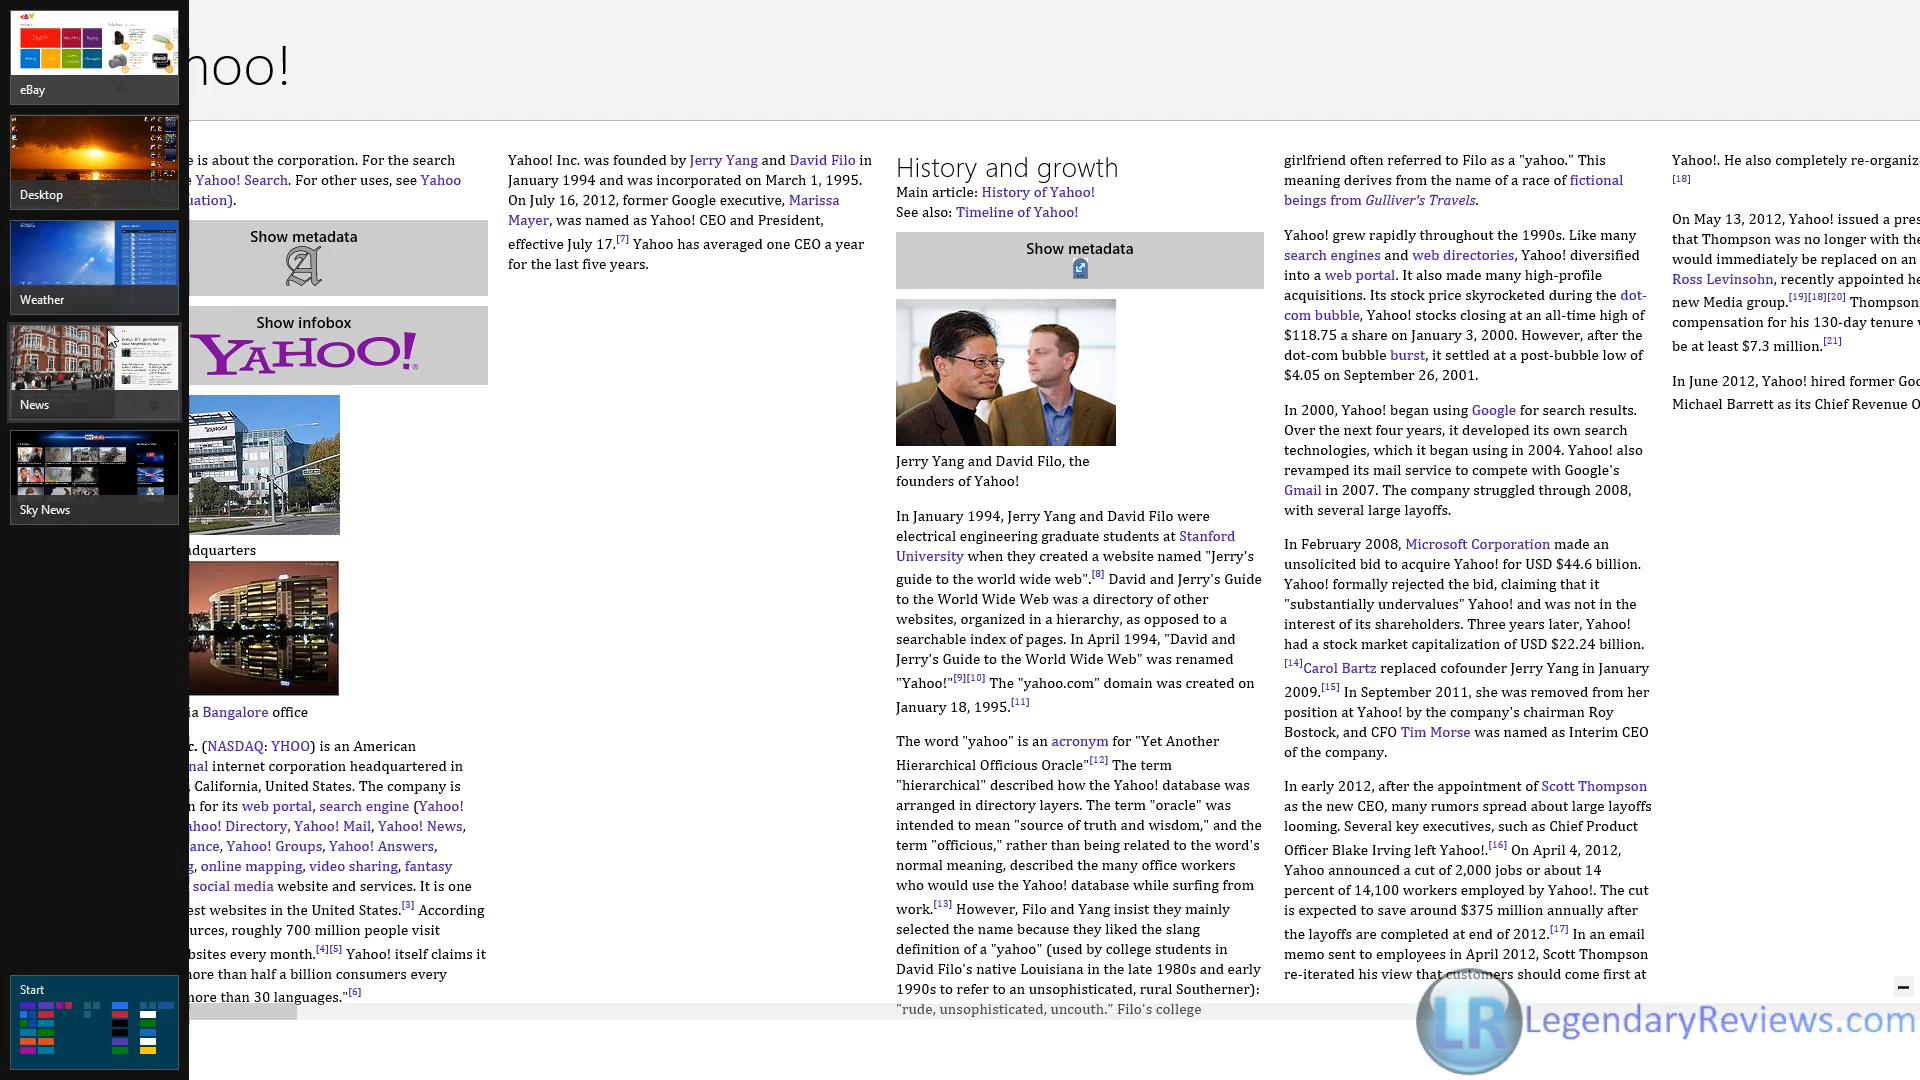 eBay
Desktop
Weather
News
Sky News
Start
hoo!
e is about the corporation. For the search
e Yahoo! Search. For other uses, see Yahoo
uation).
Show metadata
A
Show infobox
YAHOO!
adquarters
ia Bangalore office
c. (NASDAQ: YHOO) is an American
nal internet corporation headquartered in
, California, United States. The company is
n for its web portal, search engine (Yahoo!
ahoo! Directory, Yahoo! Mail, Yahoo! News,
ance, Yahoo! Groups, Yahoo! Answers,
g, online mapping, video sharing, fantasy
social media website and services. It is one
est websites in the United States.[3] According
urces, roughly 700 million people visit
bsites every month.[4][5] Yahoo! itself claims it
more than half a billion consumers every
more than 30 languages."[6]
Yahoo! Inc. was founded by Jerry Yang and David Filo in
January 1994 and was incorporated on March 1, 1995.
On July 16, 2012, former Google executive, Marissa
Mayer, was named as Yahoo! CEO and President,
effective July 17.[7] Yahoo has averaged one CEO a year
for the last five years.
History and growth
Main article: History of Yahoo!
See also: Timeline of Yahoo!
Show metadata
Jerry Yang and David Filo, the
founders of Yahoo!
In January 1994, Jerry Yang and David Filo were
electrical engineering graduate students at Stanford
University when they created a website named "Jerry's
guide to the world wide web".[8] David and Jerry's Guide
to the World Wide Web was a directory of other
websites, organized in a hierarchy, as opposed to a
searchable index of pages. In April 1994, "David and
Jerry's Guide to the World Wide Web" was renamed
"Yahoo!"[9][10] The "yahoo.com" domain was created on
January 18, 1995.[11]
The word "yahoo" is an acronym for "Yet Another
Hierarchical Officious Oracle"[12] The term
"hierarchical" described how the Yahoo! database was
arranged in directory layers. The term "oracle" was
intended to mean "source of truth and wisdom," and the
term "officious," rather than being related to the word's
normal meaning, described the many office workers
who would use the Yahoo! database while surfing from
work.[13] However, Filo and Yang insist they mainly
selected the name because they liked the slang
definition of a "yahoo" (used by college students in
David Filo's native Louisiana in the late 1980s and early
1990s to refer to an unsophisticated, rural Southerner):
"rude, unsophisticated, uncouth." Filo's college
girlfriend often referred to Filo as a "yahoo." This
meaning derives from the name of a race of fictional
beings from Gulliver's Travels.
Yahoo! grew rapidly throughout the 1990s. Like many
search engines and web directories, Yahoo! diversified
into a web portal. It also made many high-profile
acquisitions. Its stock price skyrocketed during the dot-
com bubble, Yahoo! stocks closing at an all-time high of
$118.75 a share on January 3, 2000. However, after the
dot-com bubble burst, it settled at a post-bubble low of
$4.05 on September 26, 2001.
In 2000, Yahoo! began using Google for search results.
Over the next four years, it developed its own search
technologies, which it began using in 2004. Yahoo! also
revamped its mail service to compete with Google's
Gmail in 2007. The company struggled through 2008,
with several large layoffs.
In February 2008, Microsoft Corporation made an
unsolicited bid to acquire Yahoo! for USD $44.6 billion.
Yahoo! formally rejected the bid, claiming that it
"substantially undervalues" Yahoo! and was not in the
interest of its shareholders. Three years later, Yahoo!
had a stock market capitalization of USD $22.24 billion.
[14]Carol Bartz replaced cofounder Jerry Yang in January
2009.[15] In September 2011, she was removed from her
position at Yahoo! by the company's chairman Roy
Bostock, and CFO Tim Morse was named as Interim CEO
of the company.
In early 2012, after the appointment of Scott Thompson
as the new CEO, many rumors spread about large layoffs
looming. Several key executives, such as Chief Product
Officer Blake Irving left Yahoo!.[16] On April 4, 2012,
Yahoo announced a cut of 2,000 jobs or about 14
percent of 14,100 workers employed by Yahoo!. The cut
is expected to save around $375 million annually after
the layoffs are completed at end of 2012.[17] In an email
memo sent to employees in April 2012, Scott Thompson
re-iterated his view that customers should come first at
Yahoo!. He also completely re-organiz
[18]
On May 13, 2012, Yahoo! issued a pres
that Thompson was no longer with the
would immediately be replaced on an
Ross Levinsohn, recently appointed he
new Media group.[19][18][20] Thompson
compensation for his 130-day tenure w
be at least $7.3 million.[21]
In June 2012, Yahoo! hired former Goo
Michael Barrett as its Chief Revenue O
LR LegendaryReviews.com